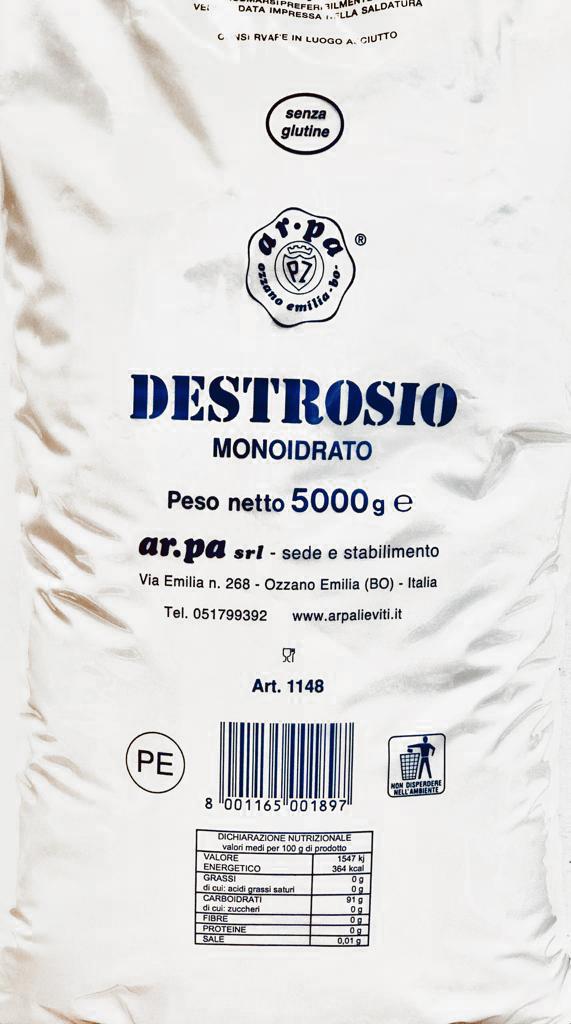 DATA IMPRESSA NELLA SALDATURA
CONSERVARE IN LUOGO ASCIUTTO
senza
glutine
ar.pa ®
PZ
ozzano emilia-bo-
DESTROSIO
MONOIDRATO
Peso netto 5000g e
ar.pa srl - sede e stabilimento
Via Emilia n. 268 - Ozzano Emilia (BO) - Italia
Tel. 051799392 www.arpalieviti.it
Art. 1148
PE
8 001165 001897
NON DISPERDERE
NELL'AMBIENTE
DICHIARAZIONE NUTRIZIONALE
valori medi per 100 g di prodotto
VALORE 1547 kj
ENERGETICO 364 kcal
GRASSI 0 g
di cui: acidi grassi saturi 0 g
CARBOIDRATI 91 g
di cui: zuccheri 0 g
FIBRE 0 g
PROTEINE 0 g
SALE 0,01 g